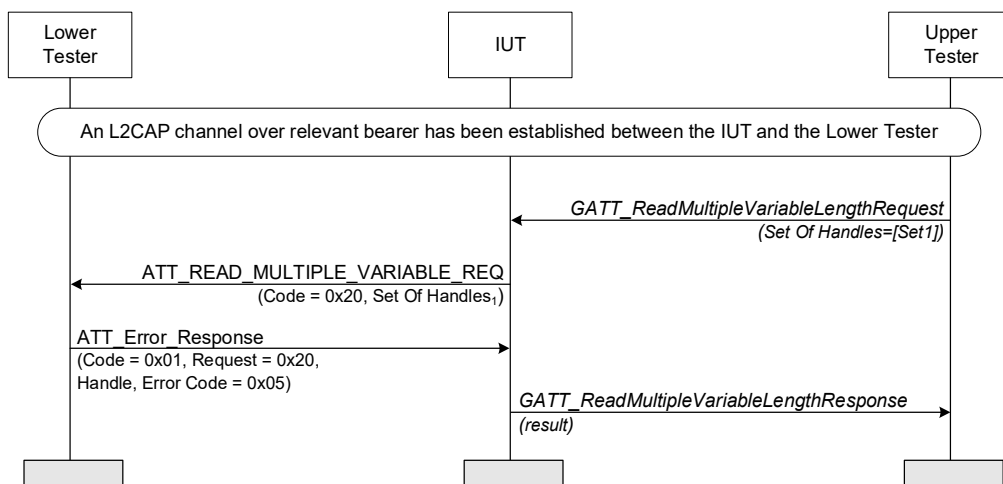 Lower
Tester
IUT
Upper
Tester
An L2CAP channel over relevant bearer has been established between the IUT and the Lower Tester
GATT_ReadMultipleVariableLengthRequest
(Set Of Handles=[Set1])
ATT_READ_MULTIPLE_VARIABLE_REQ
(Code = 0x20, Set Of Handles₁)
ATT_Error_Response
(Code = 0x01, Request = 0x20,
Handle, Error Code = 0x05)
GATT_ReadMultipleVariableLengthResponse
(result)